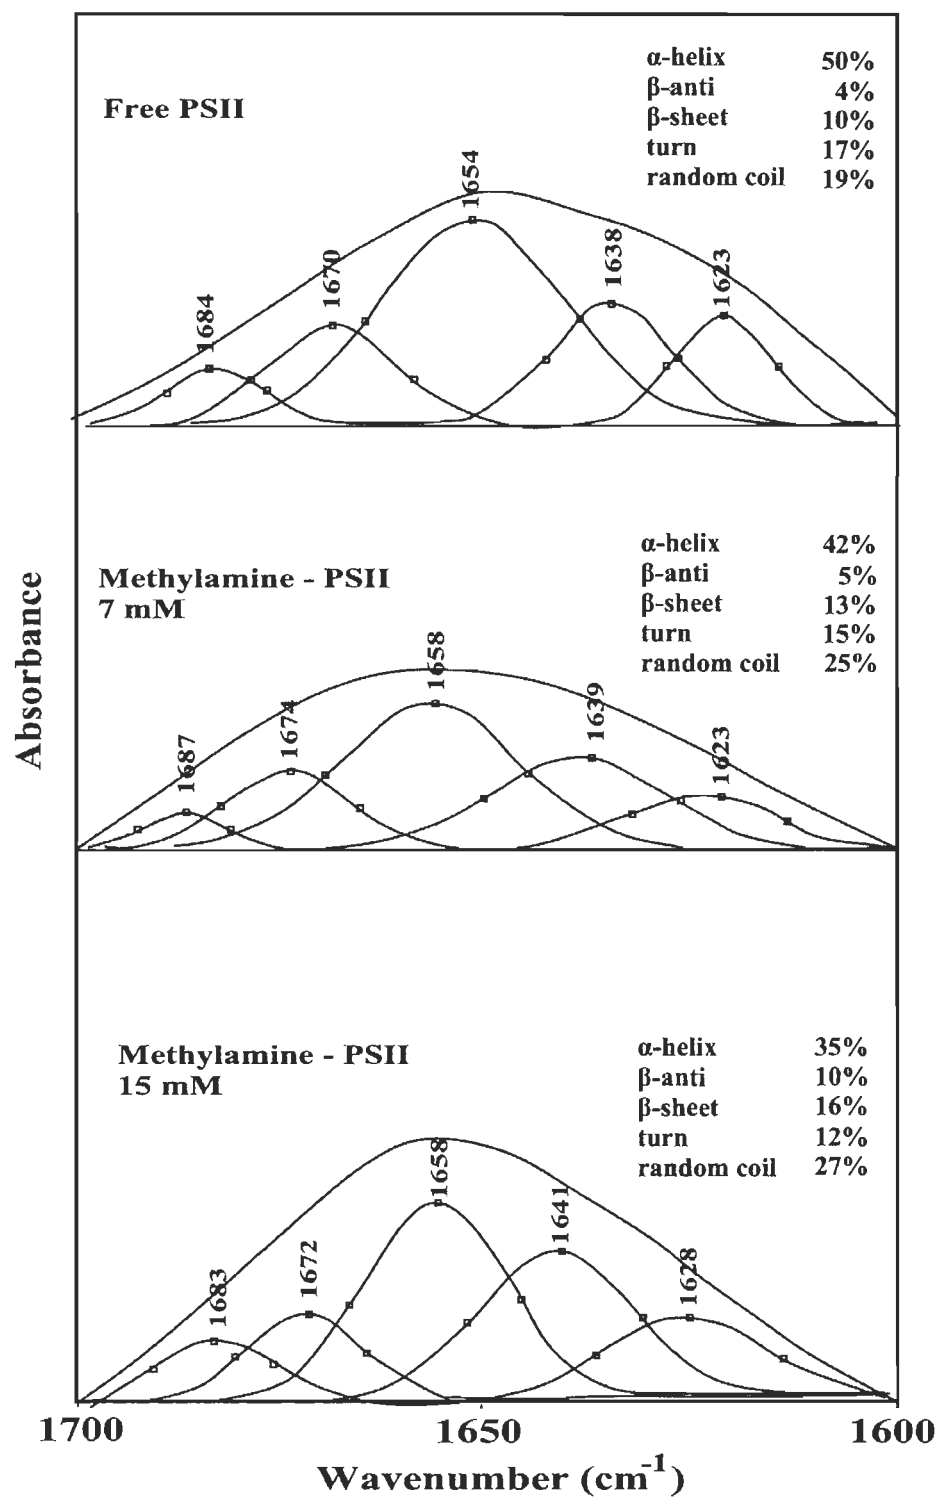 Free PSII
α-helix 50%
β-anti 4%
β-sheet 10%
turn 17%
random coil 19%
1684
1670
1654
1638
1623
Absorbance
Methylamine - PSII
7 mM
α-helix 42%
β-anti 5%
β-sheet 13%
turn 15%
random coil 25%
1687
1674
1658
1639
1623
Methylamine - PSII
15 mM
α-helix 35%
β-anti 10%
β-sheet 16%
turn 12%
random coil 27%
1683
1672
1658
1641
1628
1700 1650 1600
Wavenumber (cm⁻¹)